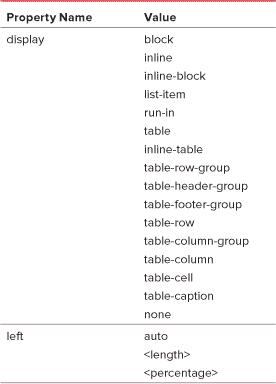 Property Name Value
display block
inline
inline-block
list-item
run-in
table
inline-table
table-row-group
table-header-group
table-footer-group
table-row
table-column-group
table-column
table-cell
table-caption
none
left auto
<length>
<percentage>